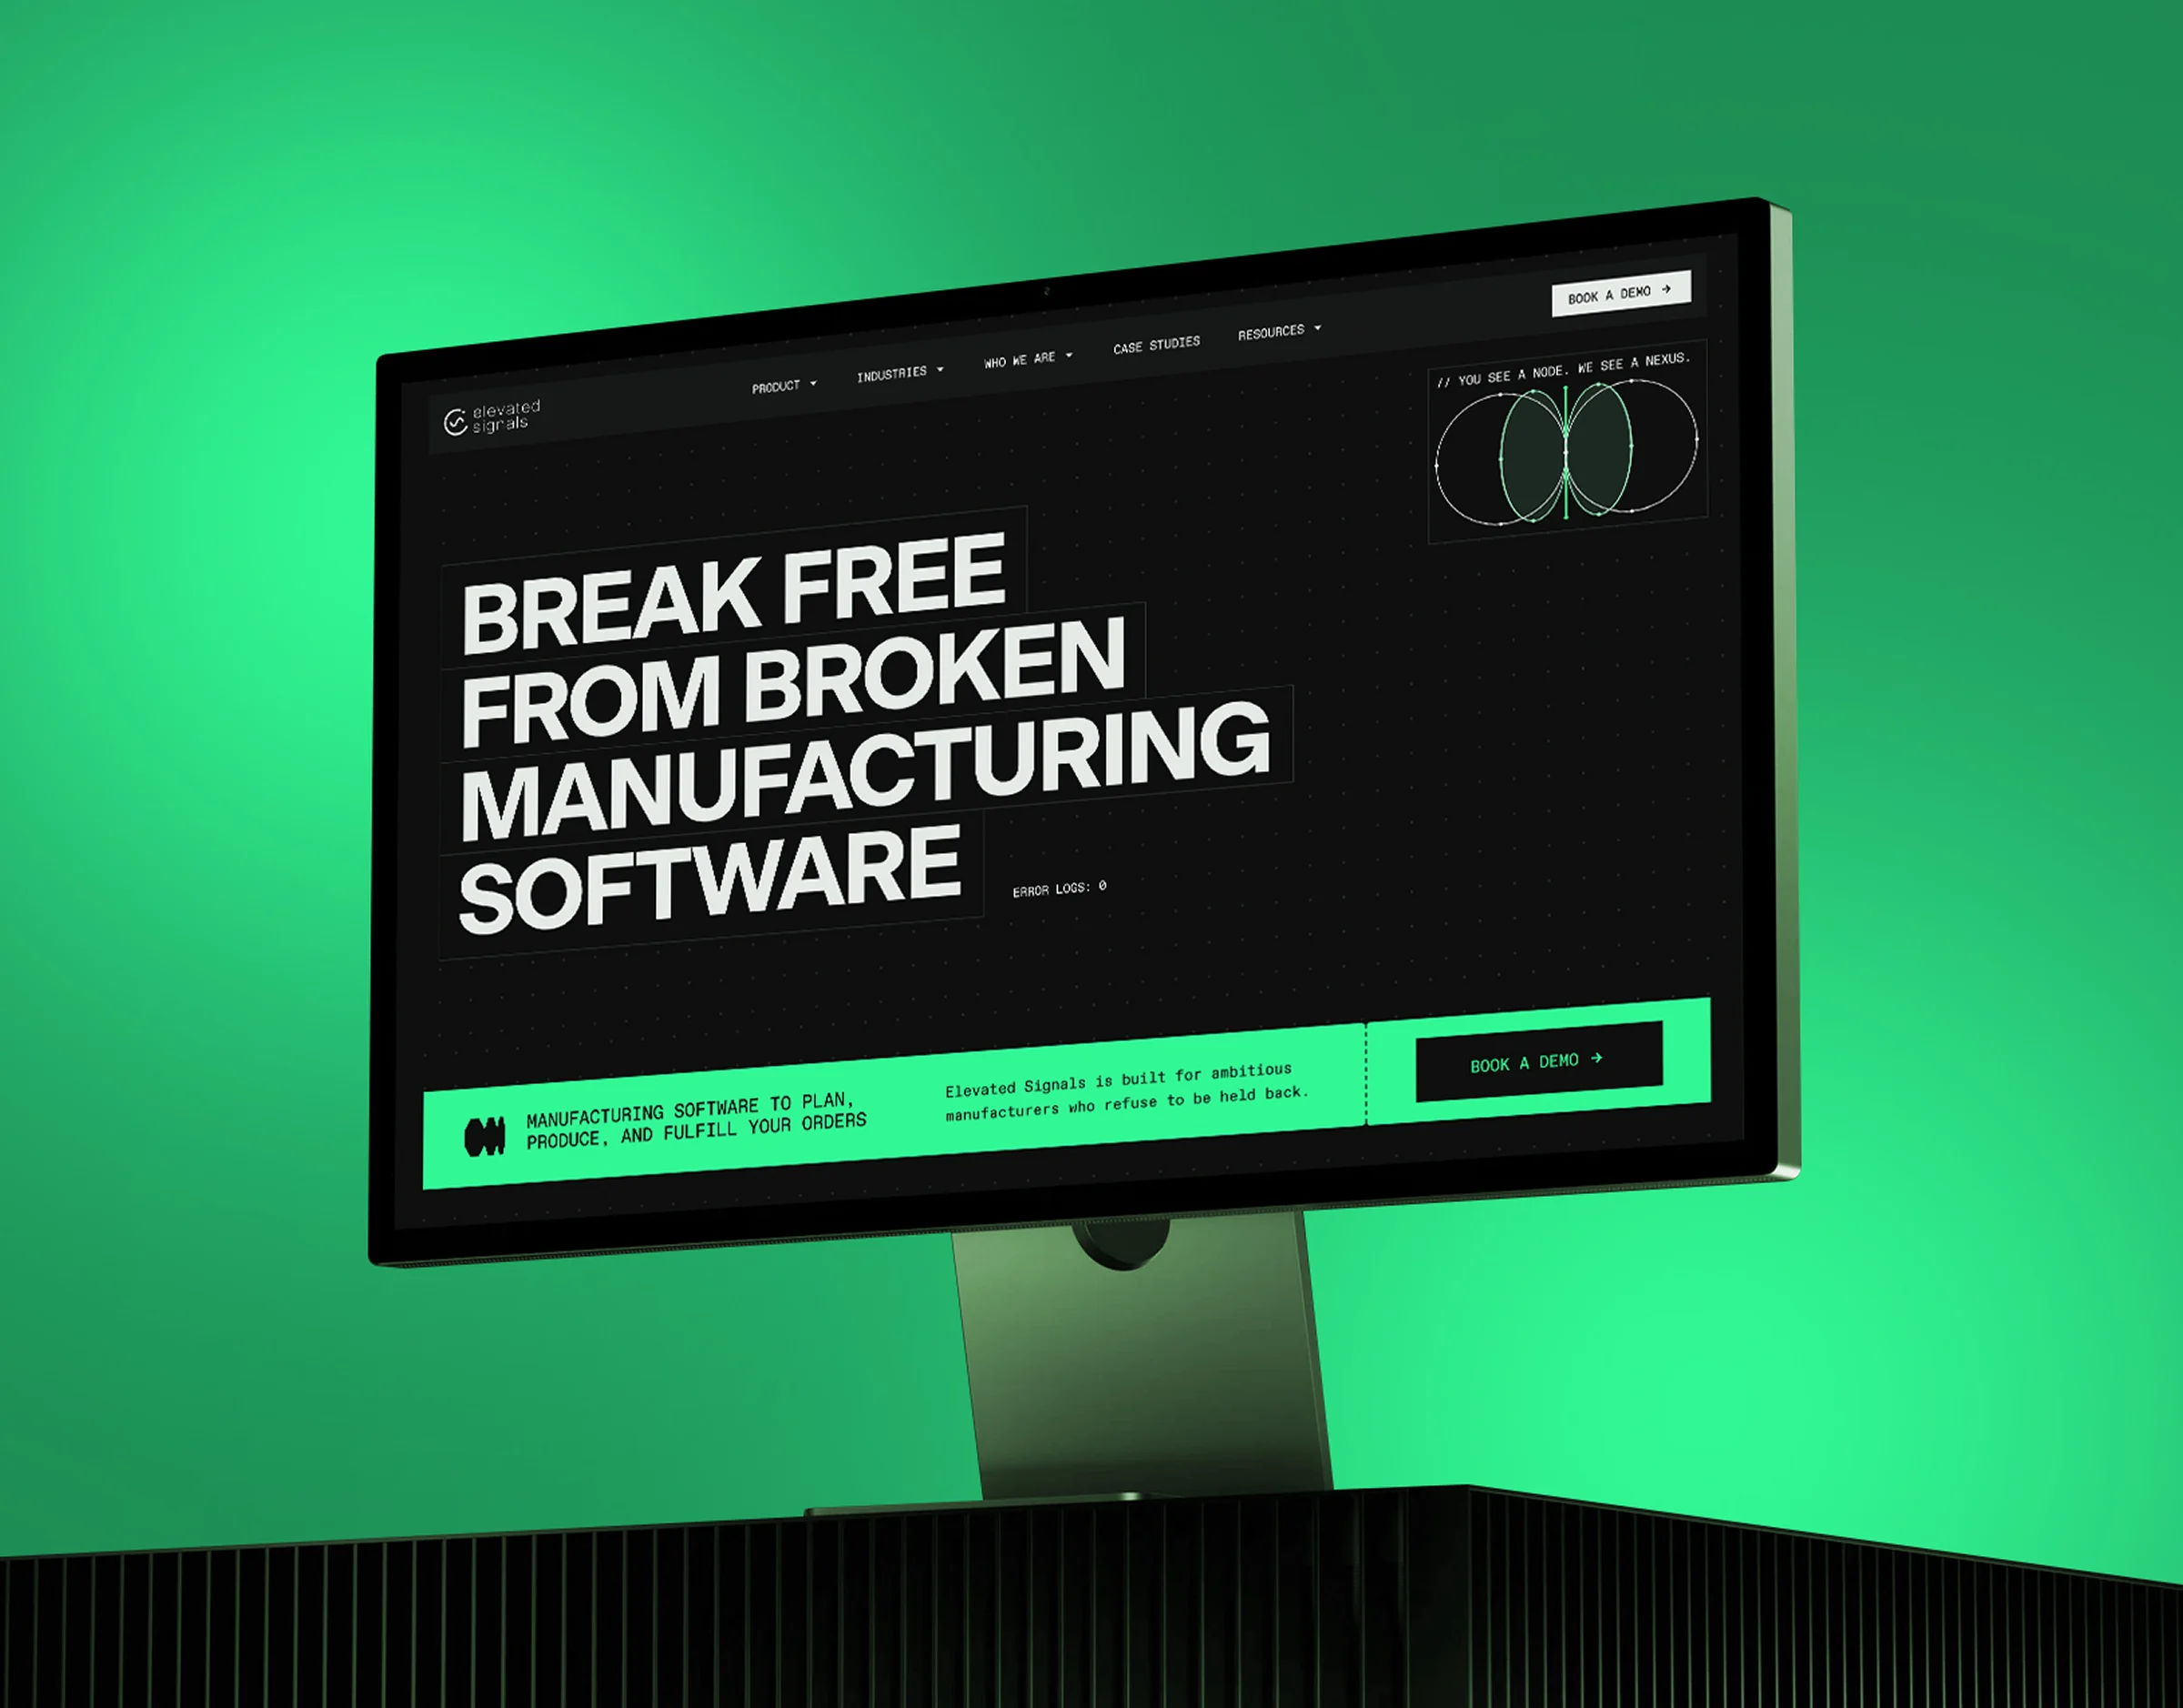 elevated
signals
PRODUCT
INDUSTRIES
WHO WE ARE
CASE STUDIES
RESOURCES
BOOK A DEMO →
// YOU SEE A NODE. WE SEE A NEXUS.
BREAK FREE
FROM BROKEN
MANUFACTURING
SOFTWARE
ERROR LOGS: 0
MANUFACTURING SOFTWARE TO PLAN,
PRODUCE, AND FULFILL YOUR ORDERS
Elevated Signals is built for ambitious
manufacturers who refuse to be held back.
BOOK A DEMO →